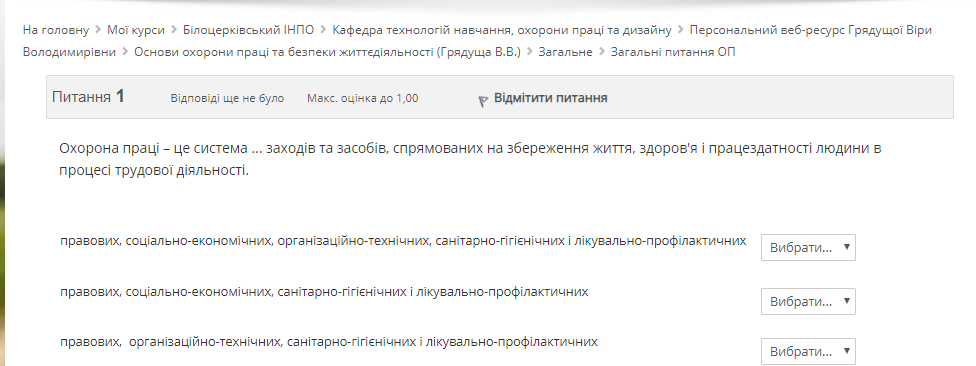 На головну > Мої курси > Білоцерківський ІНПО > Кафедра технологій навчання, охорони праці та дизайну > Персональний веб-ресурс Грядущої Віри
Володимирівни > Основи охорони праці та безпеки життєдіяльності (Грядуща В.В.) > Загальне > Загальні питання ОП
Питання 1 Відповіді ще не було Макс. оцінка до 1,00 Відмітити питання
Охорона праці – це система ... заходів та засобів, спрямованих на збереження життя, здоров'я і працездатності людини в
процесі трудової діяльності.
правових, соціально-економічних, організаційно-технічних, санітарно-гігієнічних і лікувально-профілактичних Вибрати...
правових, соціально-економічних, санітарно-гігієнічних і лікувально-профілактичних Вибрати...
правових, організаційно-технічних, санітарно-гігієнічних і лікувально-профілактичних Вибрати...